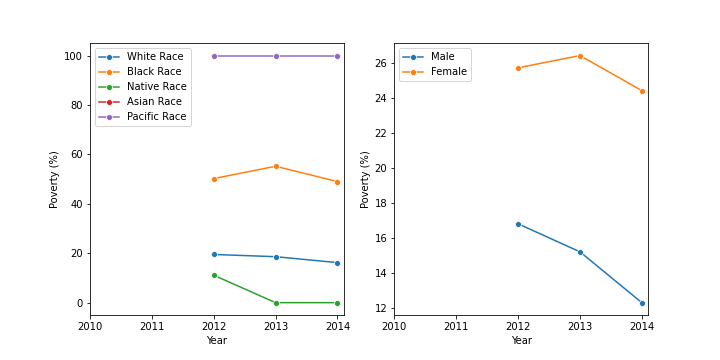 100
80
60
40
20
0
Poverty (%)
White Race
Black Race
Native Race
Asian Race
Pacific Race
2010 2011 2012 2013 2014
Year
26
24
22
20
18
16
14
12
Poverty (%)
Male
Female
2010 2011 2012 2013 2014
Year